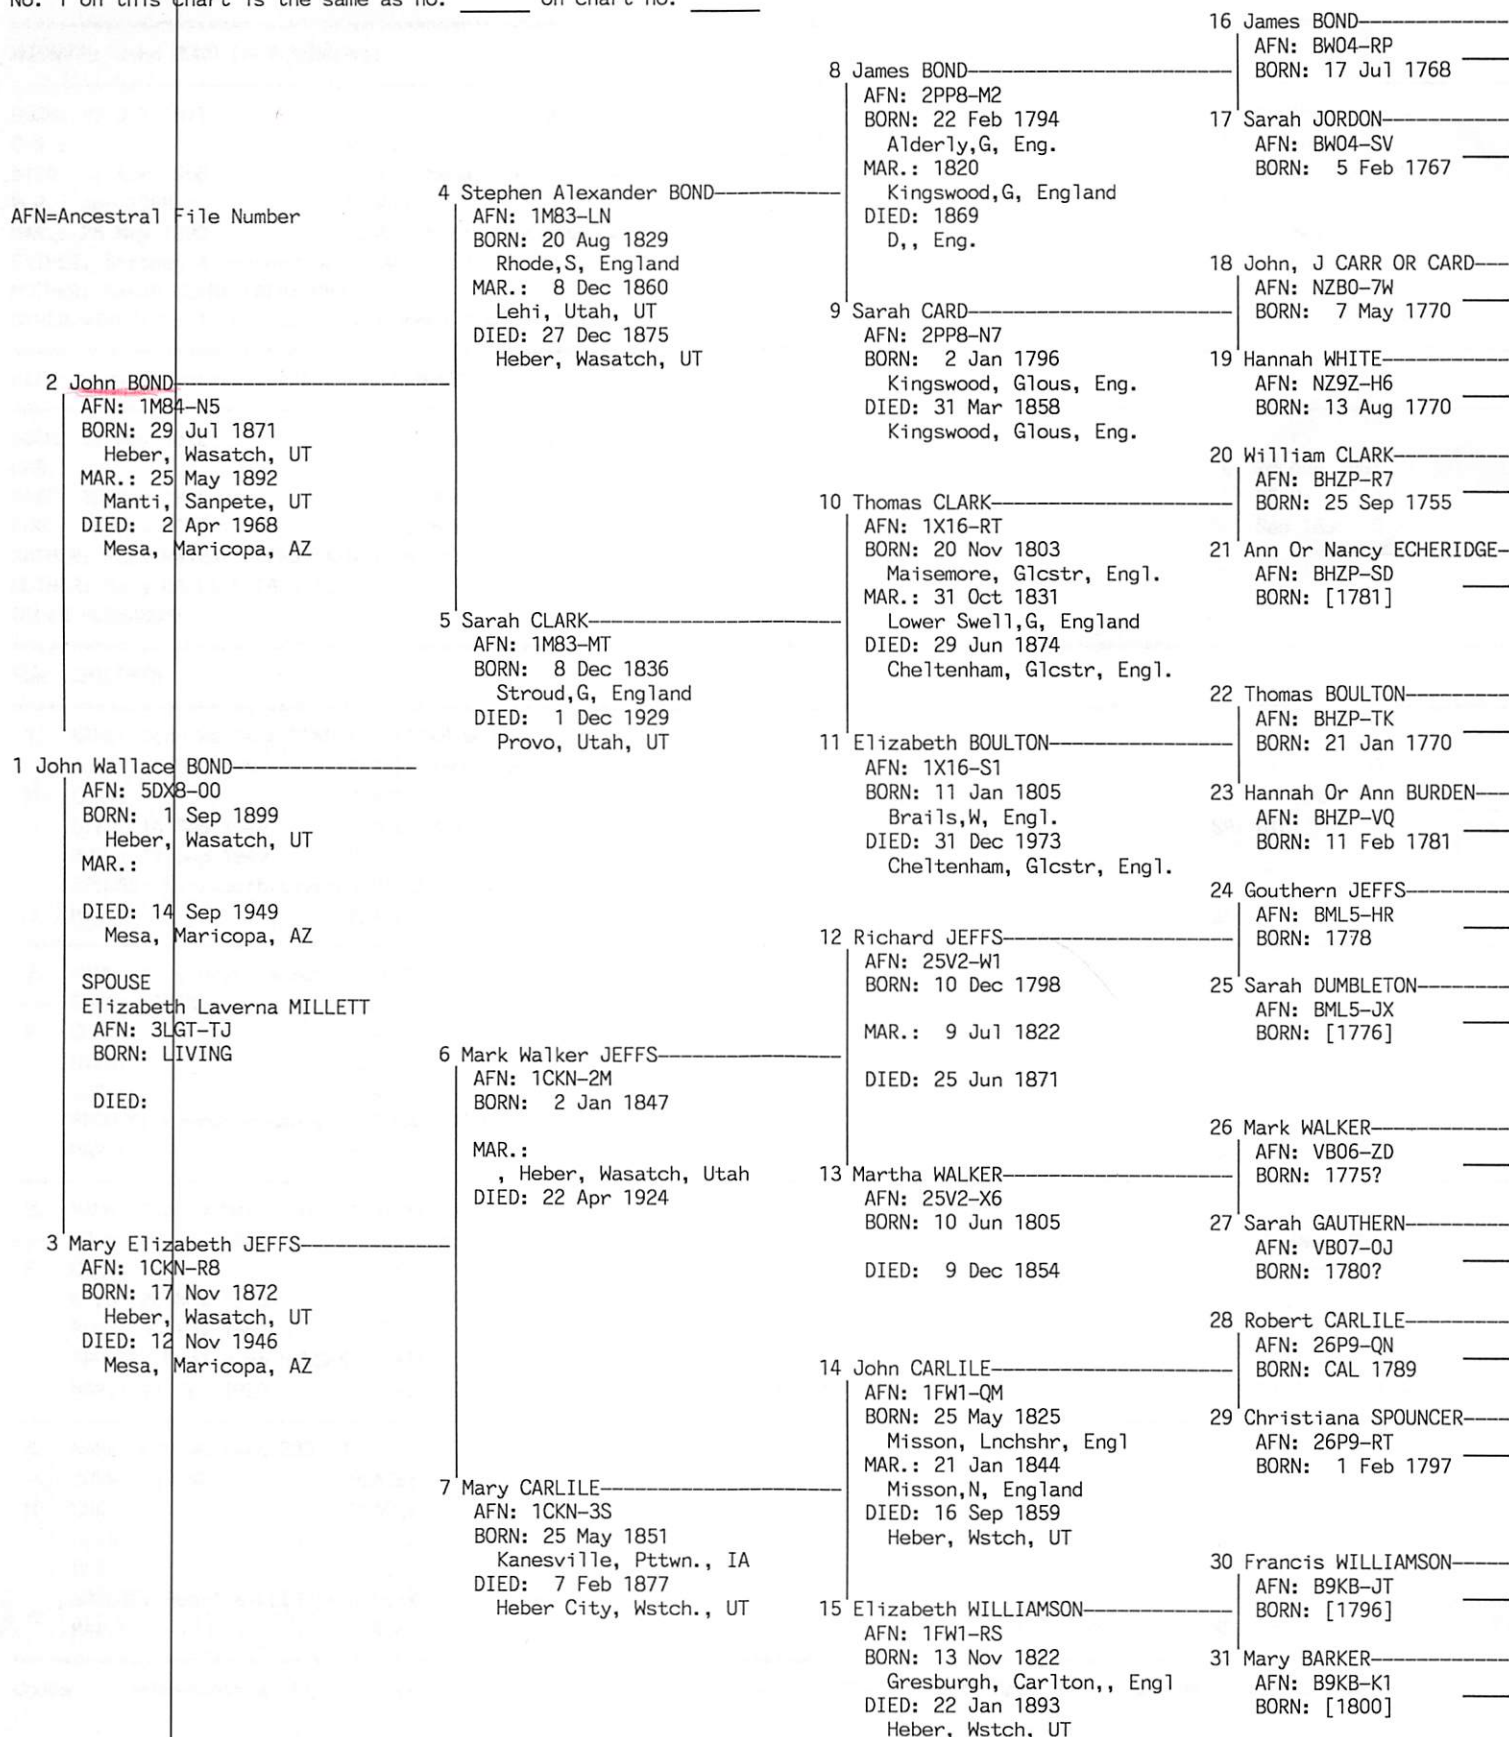 No. 1 on this chart is the same as no. ______ on chart no. ______
AFN=Ancestral File Number
2 John BOND
AFN: 1M84-N5
BORN: 29 Jul 1871
Heber, Wasatch, UT
MAR.: 25 May 1892
Manti, Sanpete, UT
DIED: 2 Apr 1968
Mesa, Maricopa, AZ
1 John Wallace BOND
AFN: 5DX8-00
BORN: 1 Sep 1899
Heber, Wasatch, UT
MAR.:
DIED: 14 Sep 1949
Mesa, Maricopa, AZ
SPOUSE
Elizabeth Laverna MILLETT
AFN: 3LGT-TJ
BORN: LIVING
DIED:
3 Mary Elizabeth JEFFS
AFN: 1CKN-R8
BORN: 17 Nov 1872
Heber, Wasatch, UT
DIED: 12 Nov 1946
Mesa, Maricopa, AZ
4 Stephen Alexander BOND
AFN: 1M83-LN
BORN: 20 Aug 1829
Rhode,S, England
MAR.: 8 Dec 1860
Lehi, Utah, UT
DIED: 27 Dec 1875
Heber, Wasatch, UT
5 Sarah CLARK
AFN: 1M83-MT
BORN: 8 Dec 1836
Stroud,G, England
DIED: 1 Dec 1929
Provo, Utah, UT
6 Mark Walker JEFFS
AFN: 1CKN-2M
BORN: 2 Jan 1847
MAR.:
, Heber, Wasatch, Utah
DIED: 22 Apr 1924
7 Mary CARLILE
AFN: 1CKN-3S
BORN: 25 May 1851
Kanesville, Pttwn., IA
DIED: 7 Feb 1877
Heber City, Wstch., UT
8 James BOND
AFN: 2PP8-M2
BORN: 22 Feb 1794
Alderly,G, Eng.
MAR.: 1820
Kingswood,G, England
DIED: 1869
D,, Eng.
9 Sarah CARD
AFN: 2PP8-N7
BORN: 2 Jan 1796
Kingswood, Glous, Eng.
DIED: 31 Mar 1858
Kingswood, Glous, Eng.
10 Thomas CLARK
AFN: 1X16-RT
BORN: 20 Nov 1803
Maisemore, Glcstr, Engl.
MAR.: 31 Oct 1831
Lower Swell,G, England
DIED: 29 Jun 1874
Cheltenham, Glcstr, Engl.
11 Elizabeth BOULTON
AFN: 1X16-S1
BORN: 11 Jan 1805
Brails,W, Engl.
DIED: 31 Dec 1973
Cheltenham, Glcstr, Engl.
12 Richard JEFFS
AFN: 25V2-W1
BORN: 10 Dec 1798
MAR.: 9 Jul 1822
DIED: 25 Jun 1871
13 Martha WALKER
AFN: 25V2-X6
BORN: 10 Jun 1805
DIED: 9 Dec 1854
14 John CARLILE
AFN: 1FW1-QM
BORN: 25 May 1825
Misson, Lnchshr, Engl
MAR.: 21 Jan 1844
Misson,N, England
DIED: 16 Sep 1859
Heber, Wstch, UT
15 Elizabeth WILLIAMSON
AFN: 1FW1-RS
BORN: 13 Nov 1822
Gresburgh, Carlton,, Engl
DIED: 22 Jan 1893
Heber, Wstch, UT
16 James BOND
AFN: BW04-RP
BORN: 17 Jul 1768
17 Sarah JORDON
AFN: BW04-SV
BORN: 5 Feb 1767
18 John, J CARR OR CARD
AFN: NZB0-7W
BORN: 7 May 1770
19 Hannah WHITE
AFN: NZ9Z-H6
BORN: 13 Aug 1770
20 William CLARK
AFN: BHZP-R7
BORN: 25 Sep 1755
21 Ann Or Nancy ECHERIDGE
AFN: BHZP-SD
BORN: [1781]
22 Thomas BOULTON
AFN: BHZP-TK
BORN: 21 Jan 1770
23 Hannah Or Ann BURDEN
AFN: BHZP-VQ
BORN: 11 Feb 1781
24 Gouthern JEFFS
AFN: BML5-HR
BORN: 1778
25 Sarah DUMBLETON
AFN: BML5-JX
BORN: [1776]
26 Mark WALKER
AFN: VB06-ZD
BORN: 1775?
27 Sarah GAUTHERN
AFN: VB07-0J
BORN: 1780?
28 Robert CARLILE
AFN: 26P9-QN
BORN: CAL 1789
29 Christiana SPOUNCER
AFN: 26P9-RT
BORN: 1 Feb 1797
30 Francis WILLIAMSON
AFN: B9KB-JT
BORN: [1796]
31 Mary BARKER
AFN: B9KB-K1
BORN: [1800]